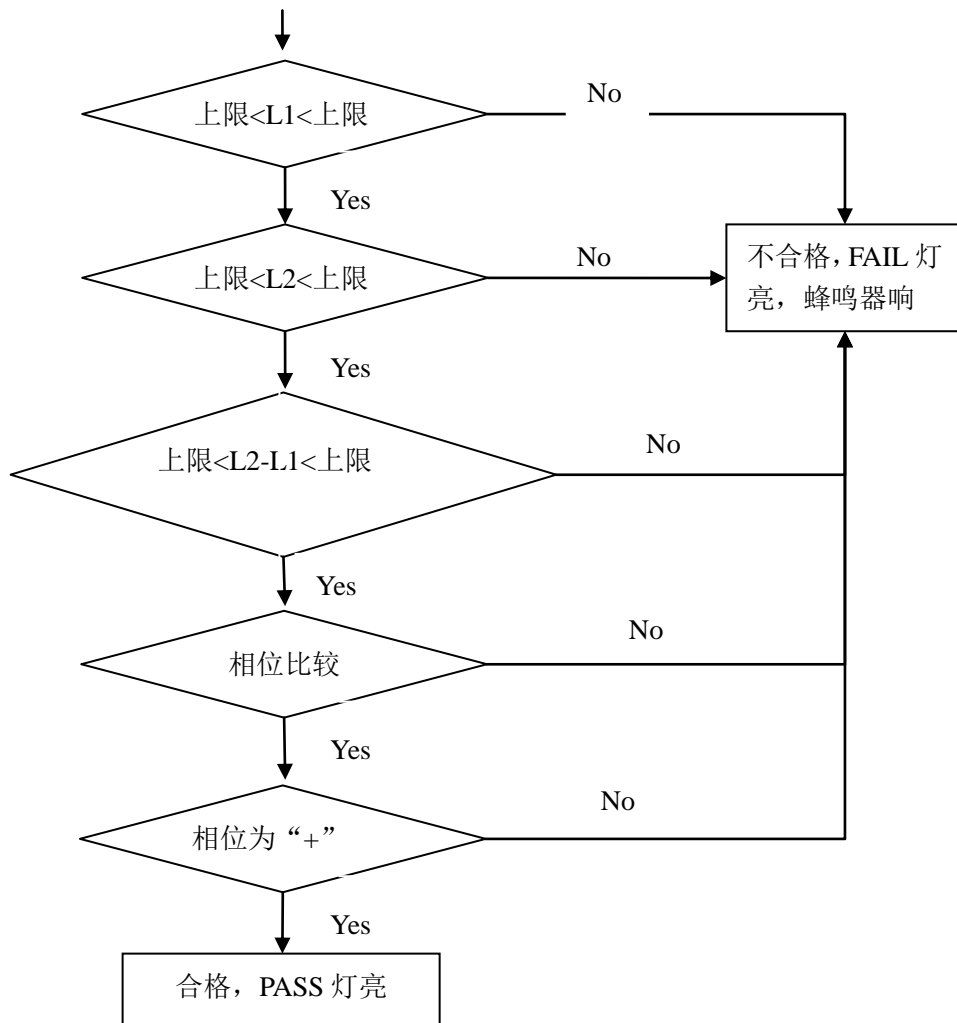 上限<L1<上限
No
Yes
上限<L2<上限
No
不合格，FAIL 灯
亮，蜂鸣器响
Yes
上限<L2-L1<上限
No
Yes
相位比较
No
Yes
相位为“+”
No
Yes
合格，PASS 灯亮